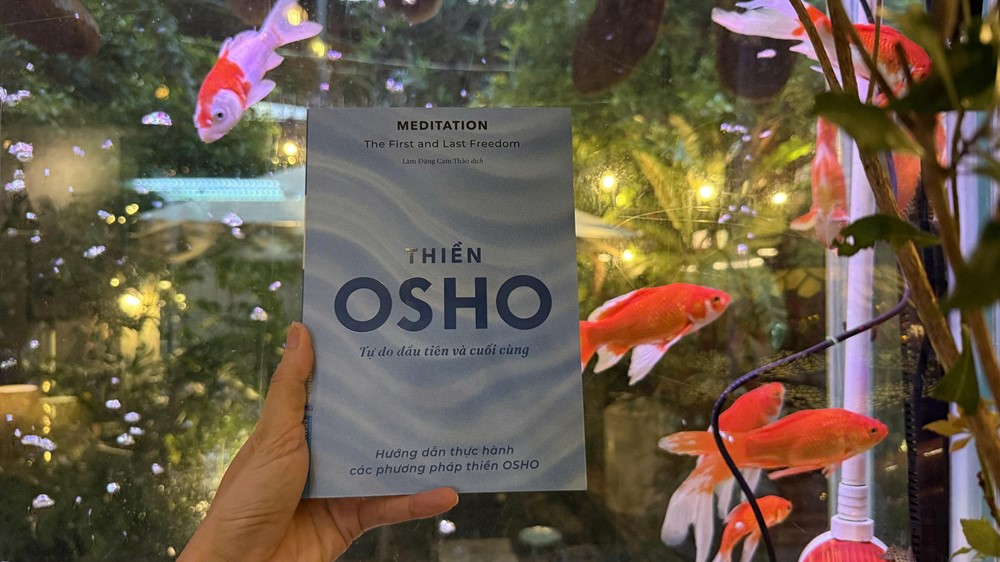 MEDITATION
The First and Last Freedom
Lâm Đặng Cam Thảo dịch
THIỀN
OSHO
Tự do đầu tiên và cuối cùng
Hướng dẫn thực hành
các phương pháp thiền OSHO